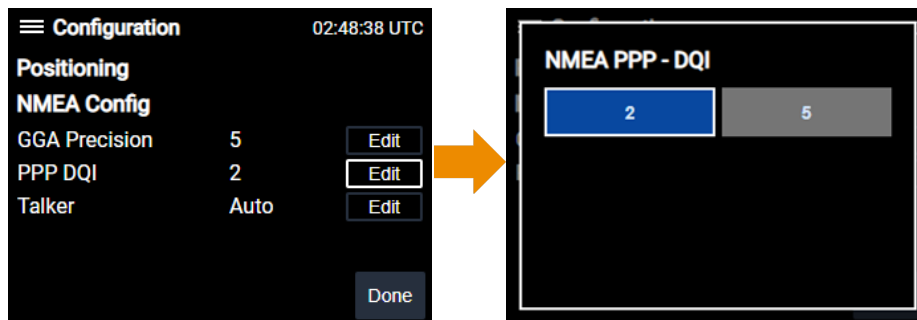 Configuration 02:48:38 UTC
Positioning
NMEA Config
GGA Precision 5 Edit
PPP DQI 2 Edit
Talker Auto Edit
Done
NMEA PPP - DQI
2 5